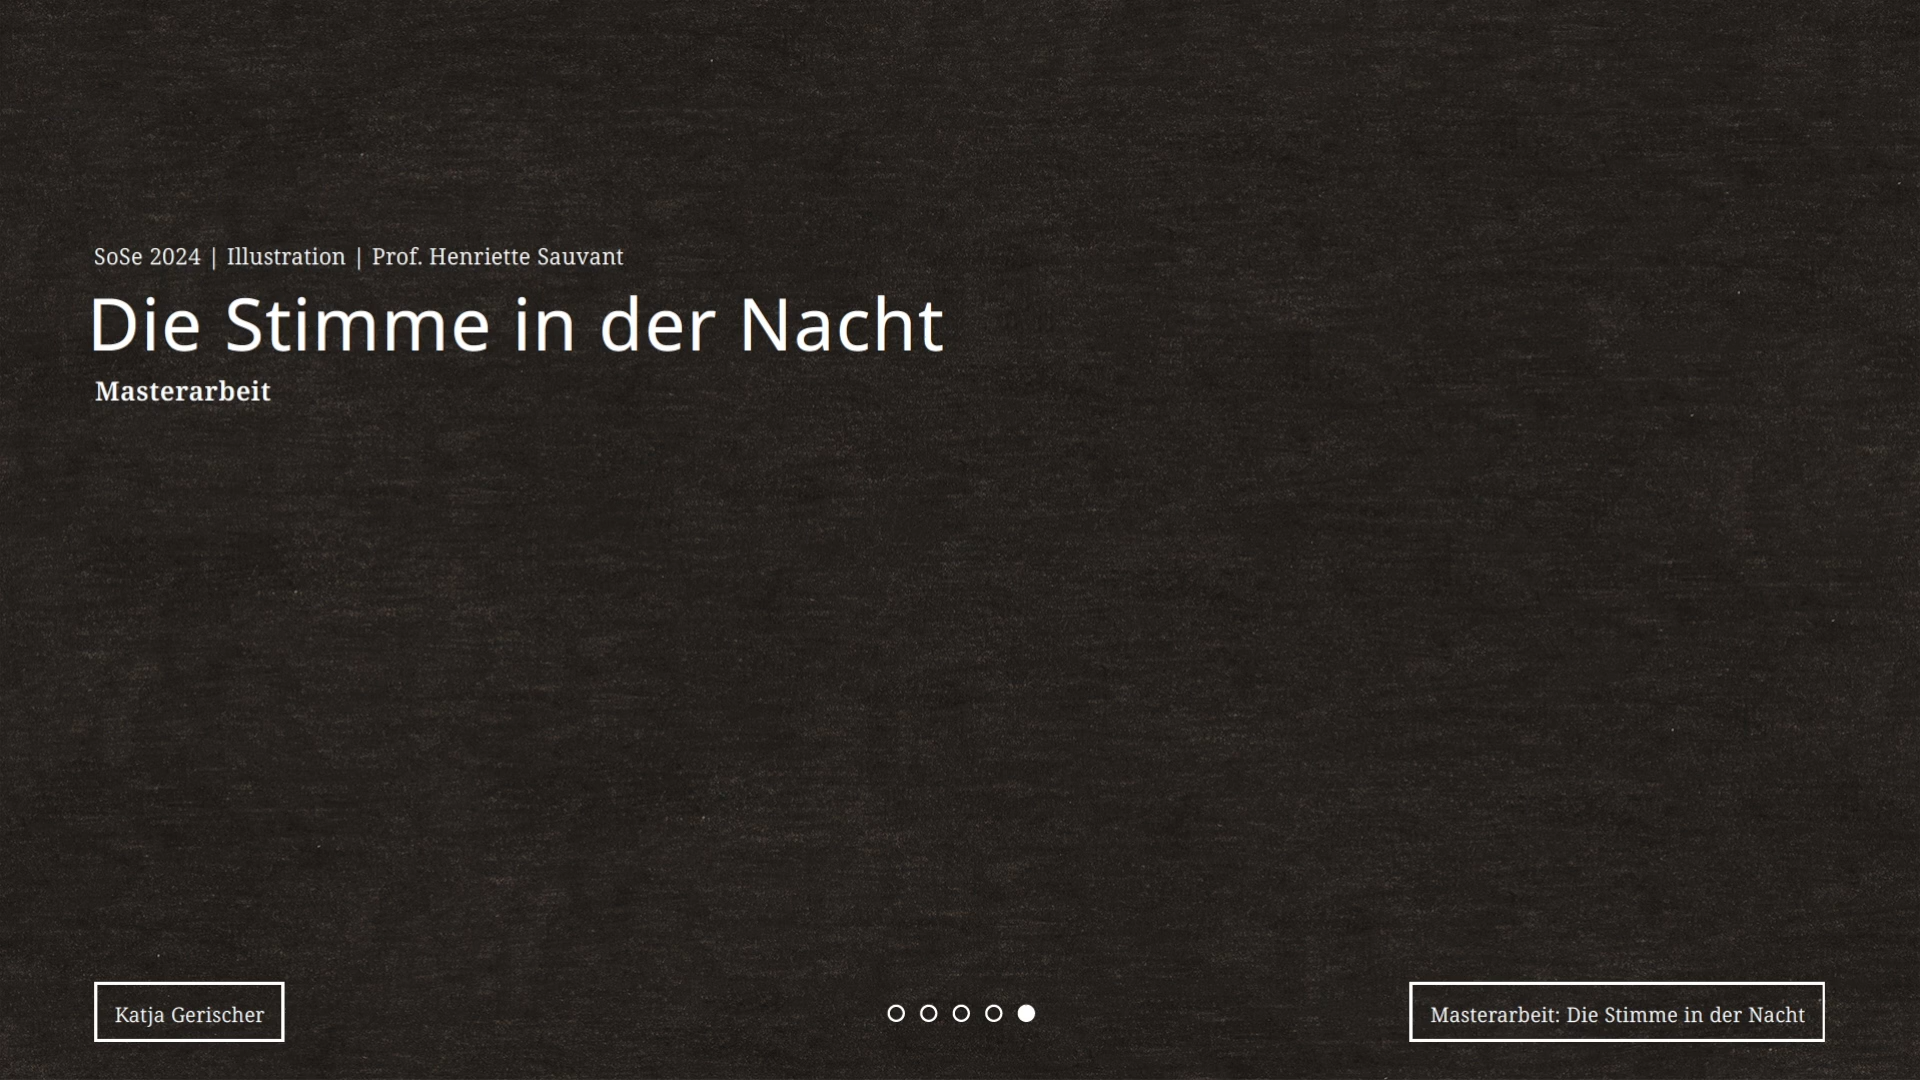 SoSe 2024 | Illustration | Prof. Henriette Sauvant
Die Stimme in der Nacht
Masterarbeit
Katja Gerischer
Masterarbeit: Die Stimme in der Nacht